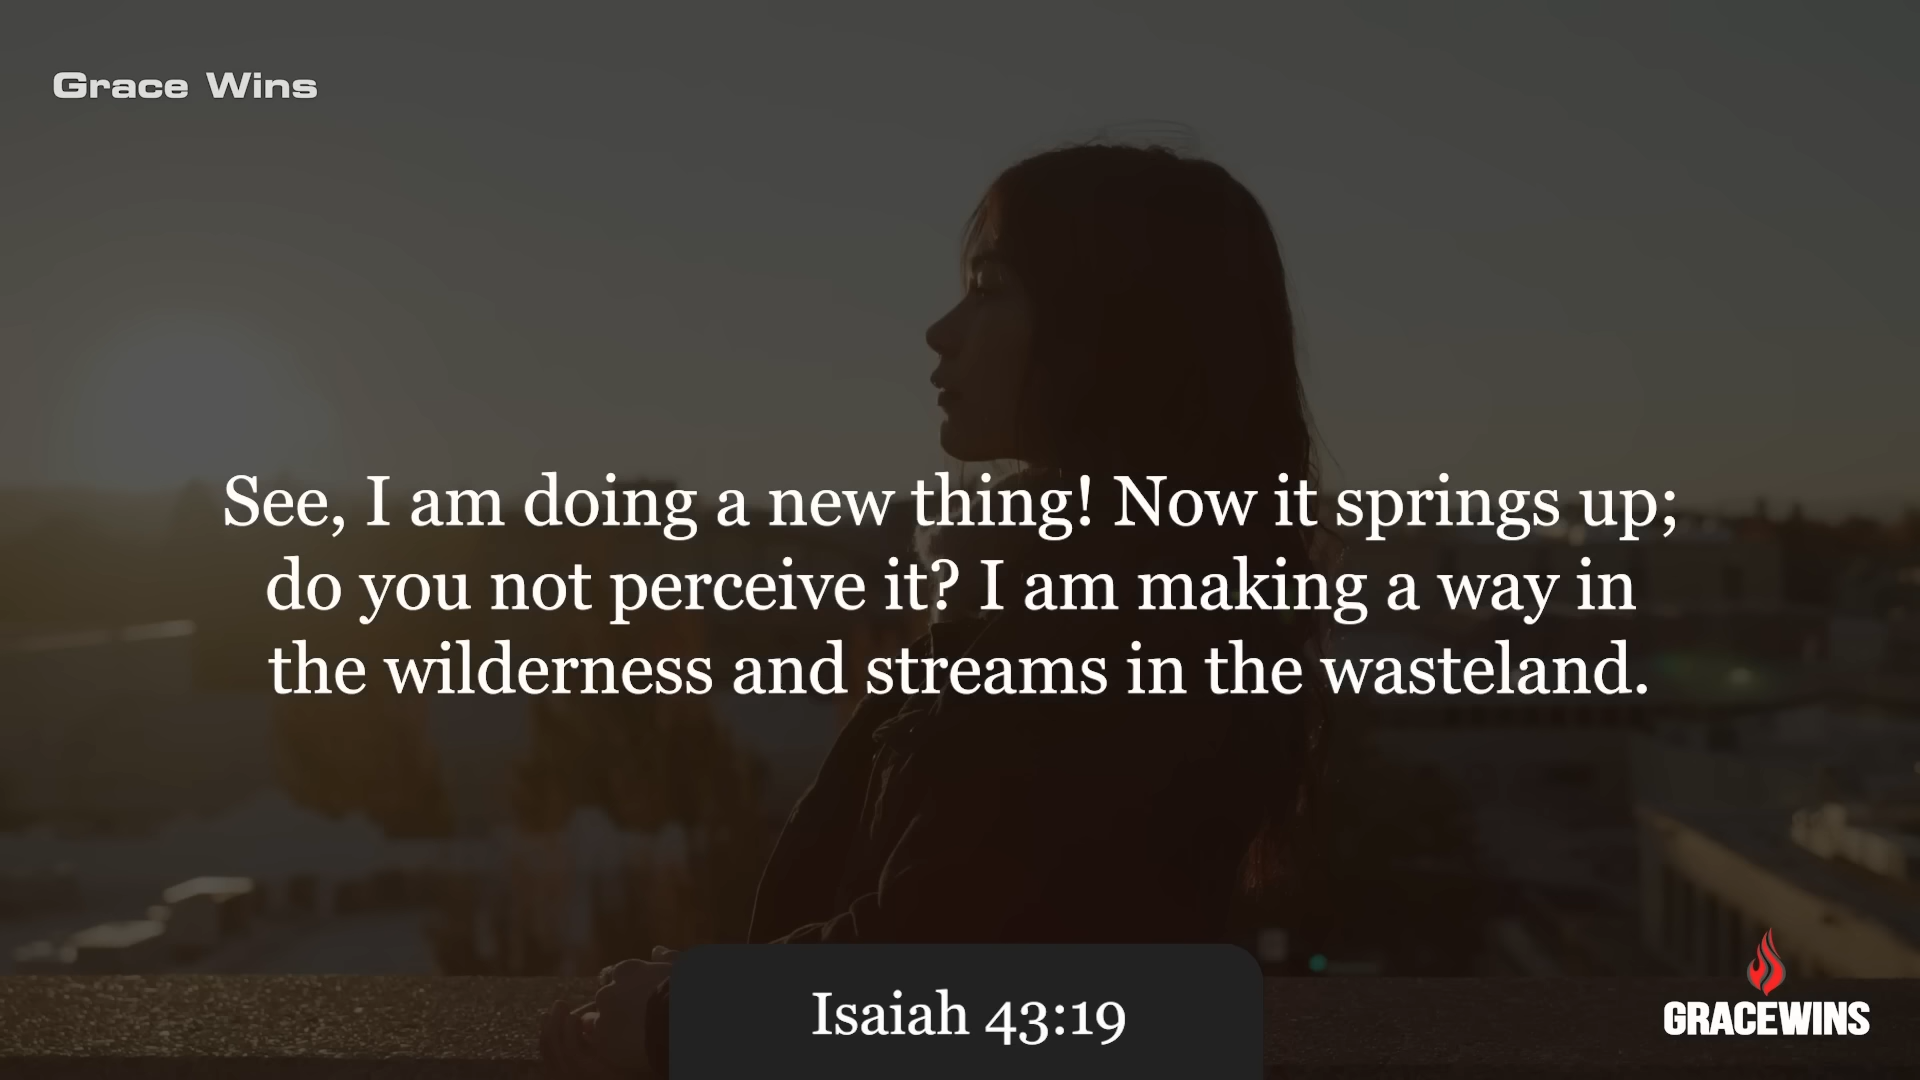 Grace Wins
See, I am doing a new thing! Now it springs up;
do you not perceive it? I am making a way in
the wilderness and streams in the wasteland.
Isaiah 43:19
GRACEWINS